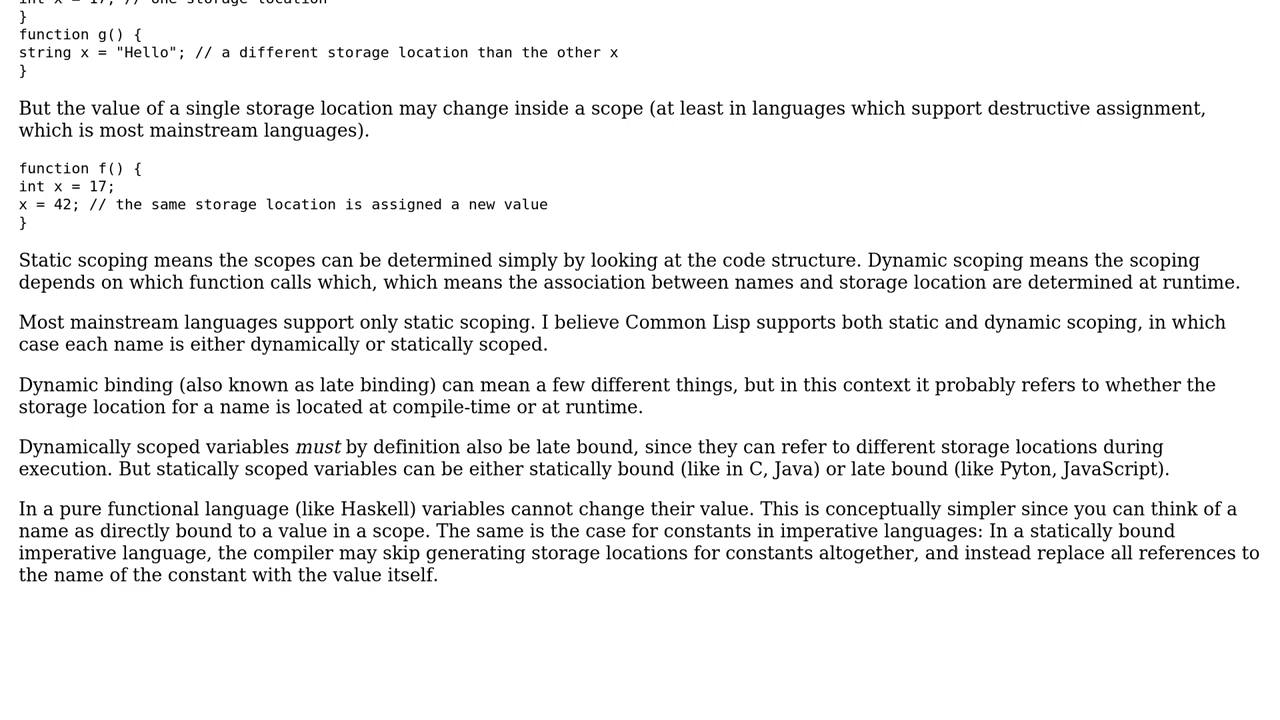 int x = 17; // one storage location
}
function g() {
string x = "Hello"; // a different storage location than the other x
}
But the value of a single storage location may change inside a scope (at least in languages which support destructive assignment,
which is most mainstream languages).
function f() {
int x = 17;
x = 42; // the same storage location is assigned a new value
}
Static scoping means the scopes can be determined simply by looking at the code structure. Dynamic scoping means the scoping
depends on which function calls which, which means the association between names and storage location are determined at runtime.
Most mainstream languages support only static scoping. I believe Common Lisp supports both static and dynamic scoping, in which
case each name is either dynamically or statically scoped.
Dynamic binding (also known as late binding) can mean a few different things, but in this context it probably refers to whether the
storage location for a name is located at compile-time or at runtime.
Dynamically scoped variables must by definition also be late bound, since they can refer to different storage locations during
execution. But statically scoped variables can be either statically bound (like in C, Java) or late bound (like Pyton, JavaScript).
In a pure functional language (like Haskell) variables cannot change their value. This is conceptually simpler since you can think of a
name as directly bound to a value in a scope. The same is the case for constants in imperative languages: In a statically bound
imperative language, the compiler may skip generating storage locations for constants altogether, and instead replace all references to
the name of the constant with the value itself.